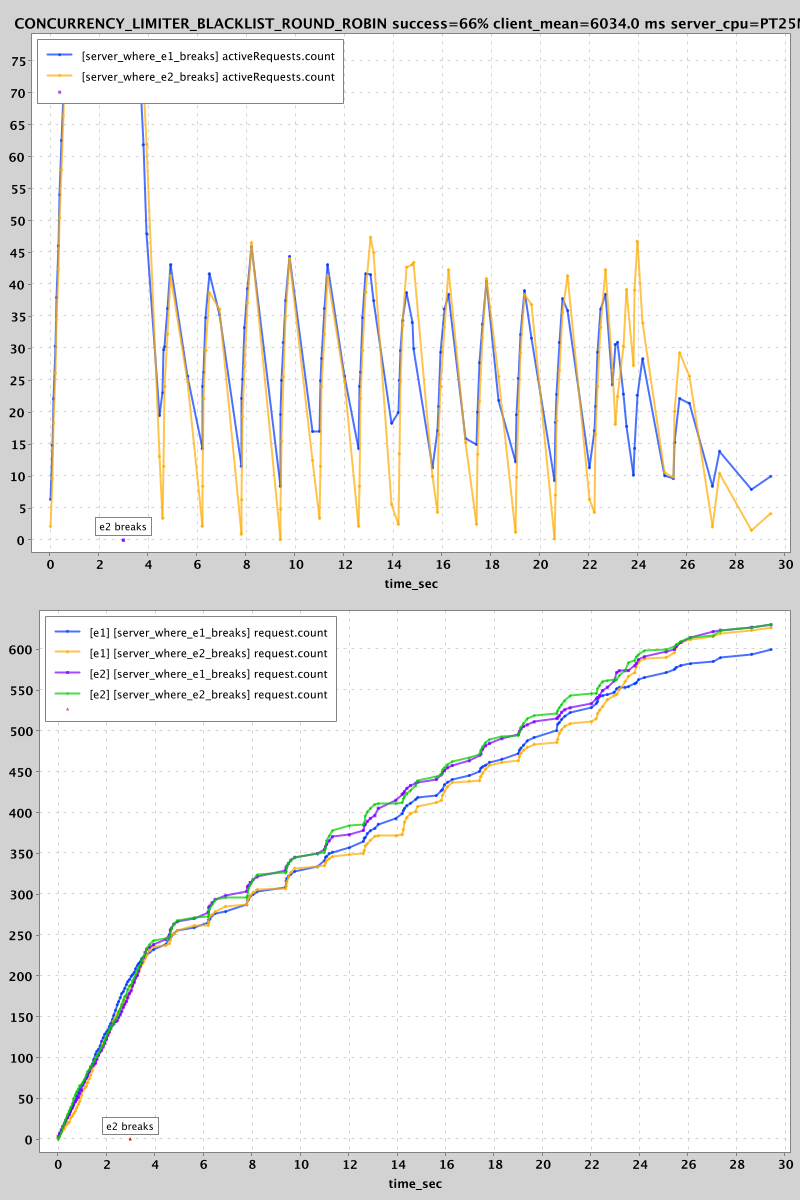 CONCURRENCY_LIMITER_BLACKLIST_ROUND_ROBIN success=66% client_mean=6034.0 ms server_cpu=PT25
[server_where_e1_breaks] activeRequests.count
[server_where_e2_breaks] activeRequests.count
75
70
65
60
55
50
45
40
35
30
25
20
15
10
5
0
e2 breaks
0 2 4 6 8 10 12 14 16 18 20 22 24 26 28 30
time_sec
[e1] [server_where_e1_breaks] request.count
[e1] [server_where_e2_breaks] request.count
[e2] [server_where_e1_breaks] request.count
[e2] [server_where_e2_breaks] request.count
600
550
500
450
400
350
300
250
200
150
100
50
0
e2 breaks
0 2 4 6 8 10 12 14 16 18 20 22 24 26 28 30
time_sec